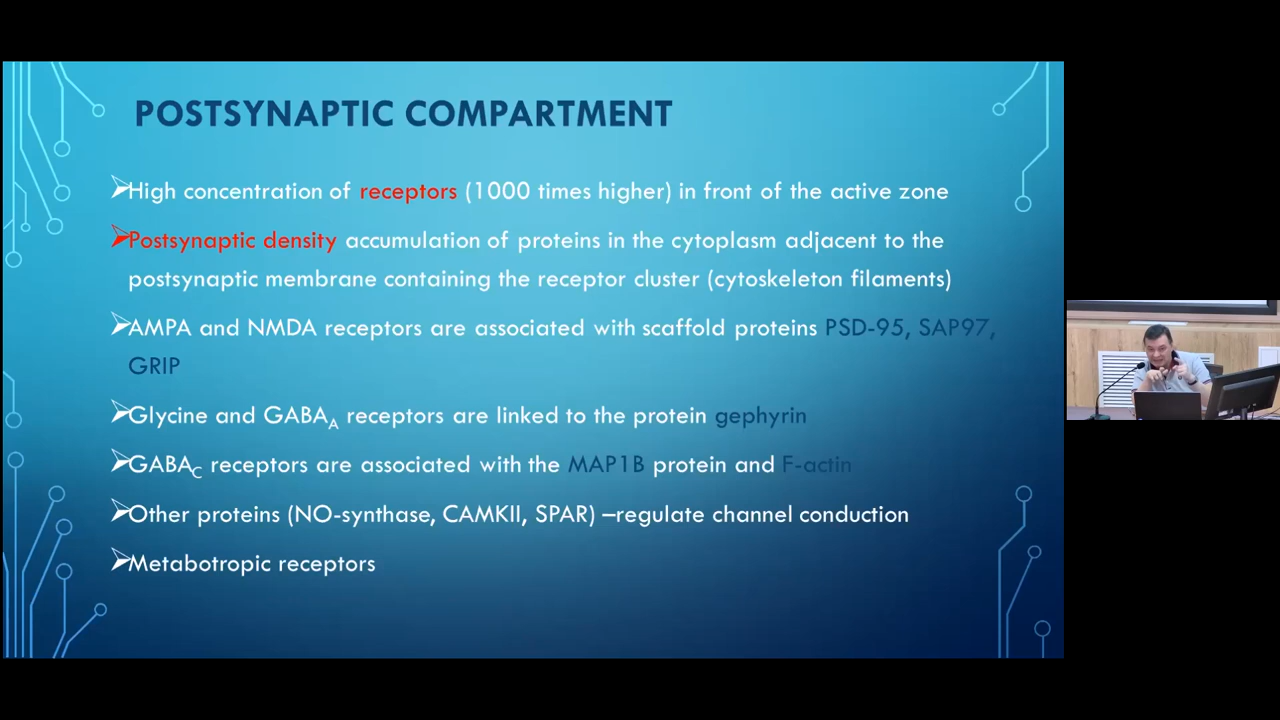 POSTSYNAPTIC COMPARTMENT
High concentration of receptors (1000 times higher) in front of the active zone
Postsynaptic density accumulation of proteins in the cytoplasm adjacent to the
postsynaptic membrane containing the receptor cluster (cytoskeleton filaments)
AMPA and NMDA receptors are associated with scaffold proteins PSD-95, SAP97,
GRIP
Glycine and GABAA receptors are linked to the protein gephyrin
GABAC receptors are associated with the MAP1B protein and F-actin
Other proteins (NO-synthase, CAMKII, SPAR) –regulate channel conduction
Metabotropic receptors